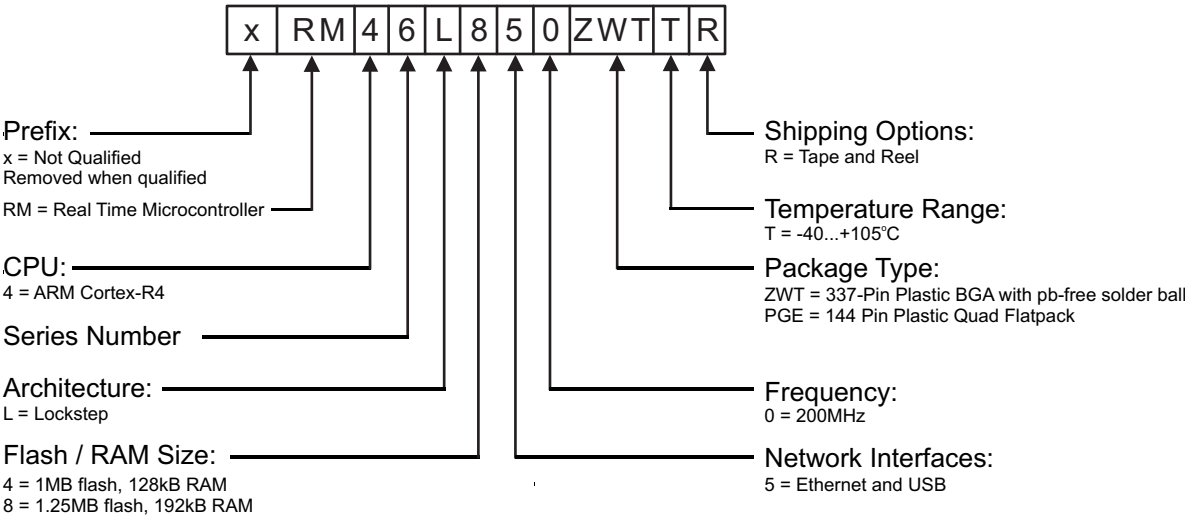 x RM 4 6 L 8 5 0 ZWT T R
Prefix:
x = Not Qualified
Removed when qualified
RM = Real Time Microcontroller
CPU:
4 = ARM Cortex-R4
Series Number
Architecture:
L = Lockstep
Flash / RAM Size:
4 = 1MB flash, 128kB RAM
8 = 1.25MB flash, 192kB RAM
Shipping Options:
R = Tape and Reel
Temperature Range:
T = -40...+105°C
Package Type:
ZWT = 337-Pin Plastic BGA with pb-free solder ball
PGE = 144 Pin Plastic Quad Flatpack
Frequency:
0 = 200MHz
Network Interfaces:
5 = Ethernet and USB